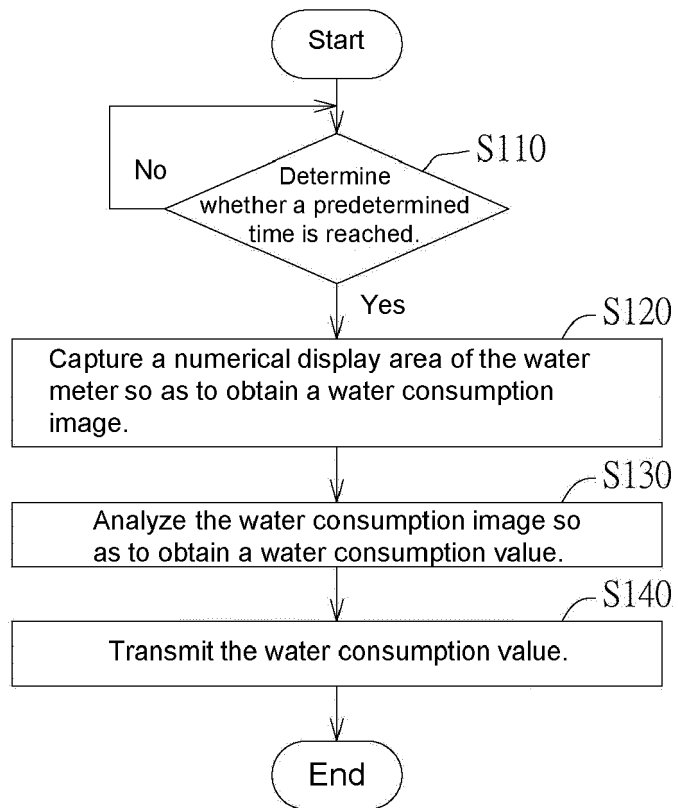 Start
S110
No
Determine
whether a predetermined
time is reached.
Yes
S120
Capture a numerical display area of the water
meter so as to obtain a water consumption
image.
S130
Analyze the water consumption image so
as to obtain a water consumption value.
S140
Transmit the water consumption value.
End